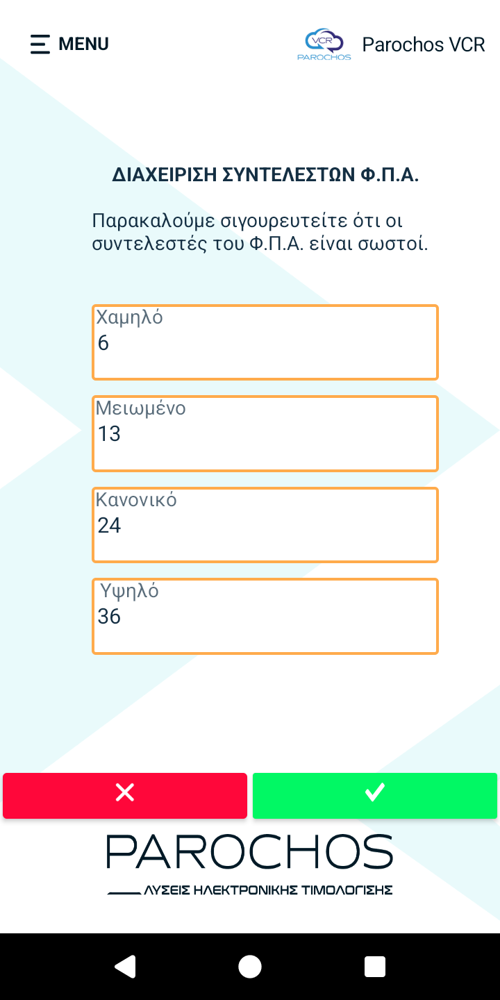 MENU
VCR
PAROCHOS
Parochos VCR
ΔΙΑΧΕΙΡΙΣΗ ΣΥΝΤΕΛΕΣΤΩΝ Φ.Π.Α.
Παρακαλούμε σιγουρευτείτε ότι οι
συντελεστές του Φ.Π.Α. είναι σωστοί.
Χαμηλό
6
Μειωμένο
13
Κανονικό
24
Υψηλό
36
PAROCHOS
ΛΥΣΕΙΣ ΗΛΕΚΤΡΟΝΙΚΗΣ ΤΙΜΟΛΟΓΙΣΗΣ